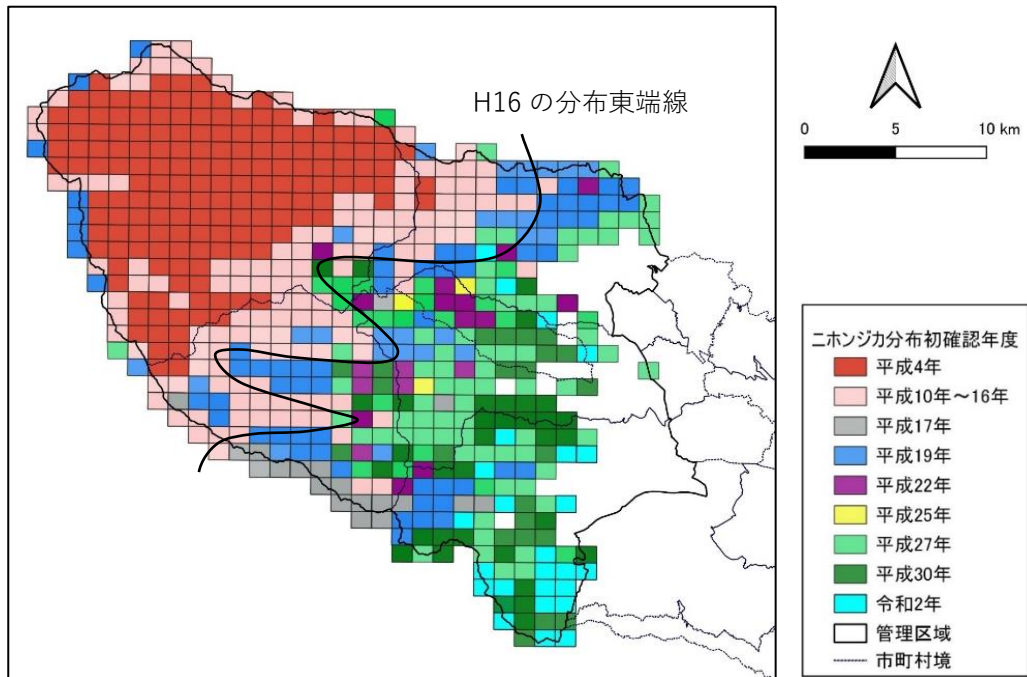 H16 の分布東端線
0 5 10 km
ニホンジカ分布初確認年度
平成4年
平成10年～16年
平成17年
平成19年
平成22年
平成25年
平成27年
平成30年
令和2年
管理区域
市町村境